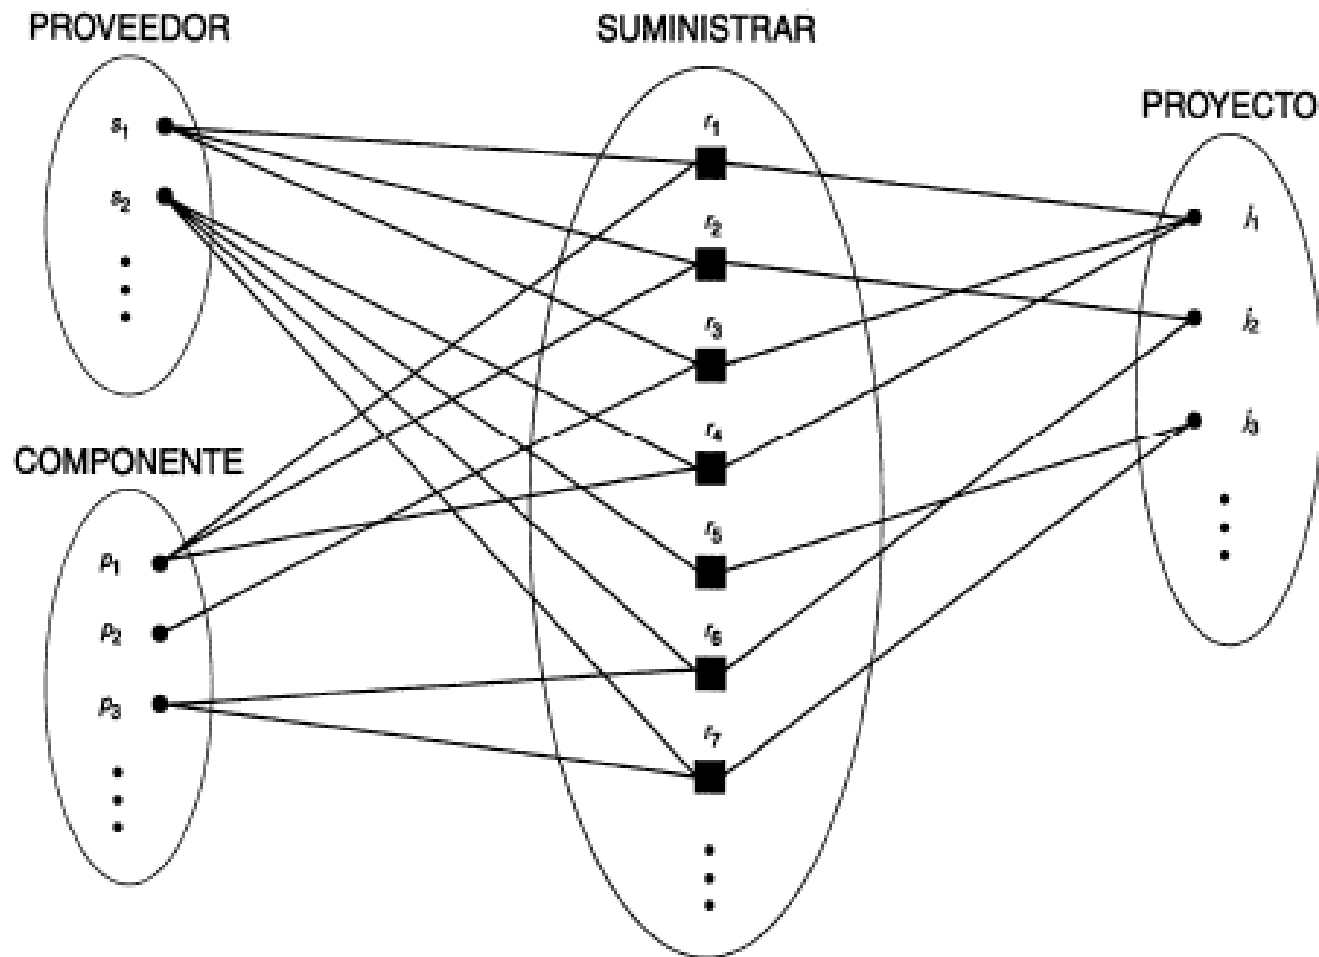 PROVEEDOR
s1
s2
COMPONENTE
p1
p2
p3
SUMINISTRAR
r1
r2
r3
r4
r5
r6
r7
PROYECTO
j1
j2
j3